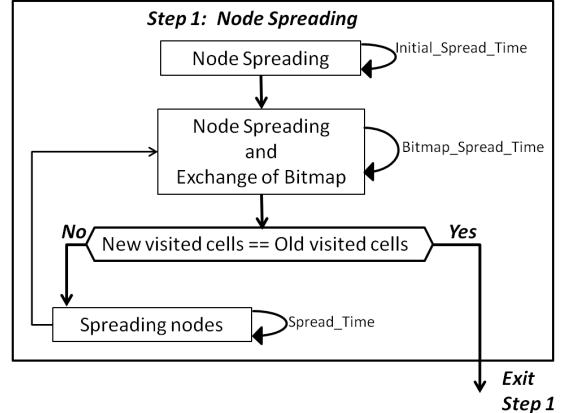 Step 1: Node Spreading
Node Spreading
Initial_Spread_Time
Node Spreading
and
Exchange of Bitmap
Bitmap_Spread_Time
No
Yes
New visited cells == Old visited cells
Spreading nodes
Spread_Time
Exit
Step 1